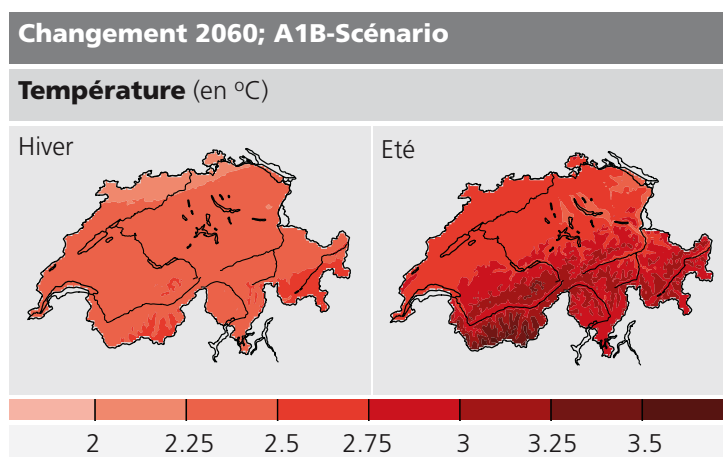 Changement 2060; A1B-Scénario
Température (en ºC)
Hiver
Eté
2 2.25 2.5 2.75 3 3.25 3.5